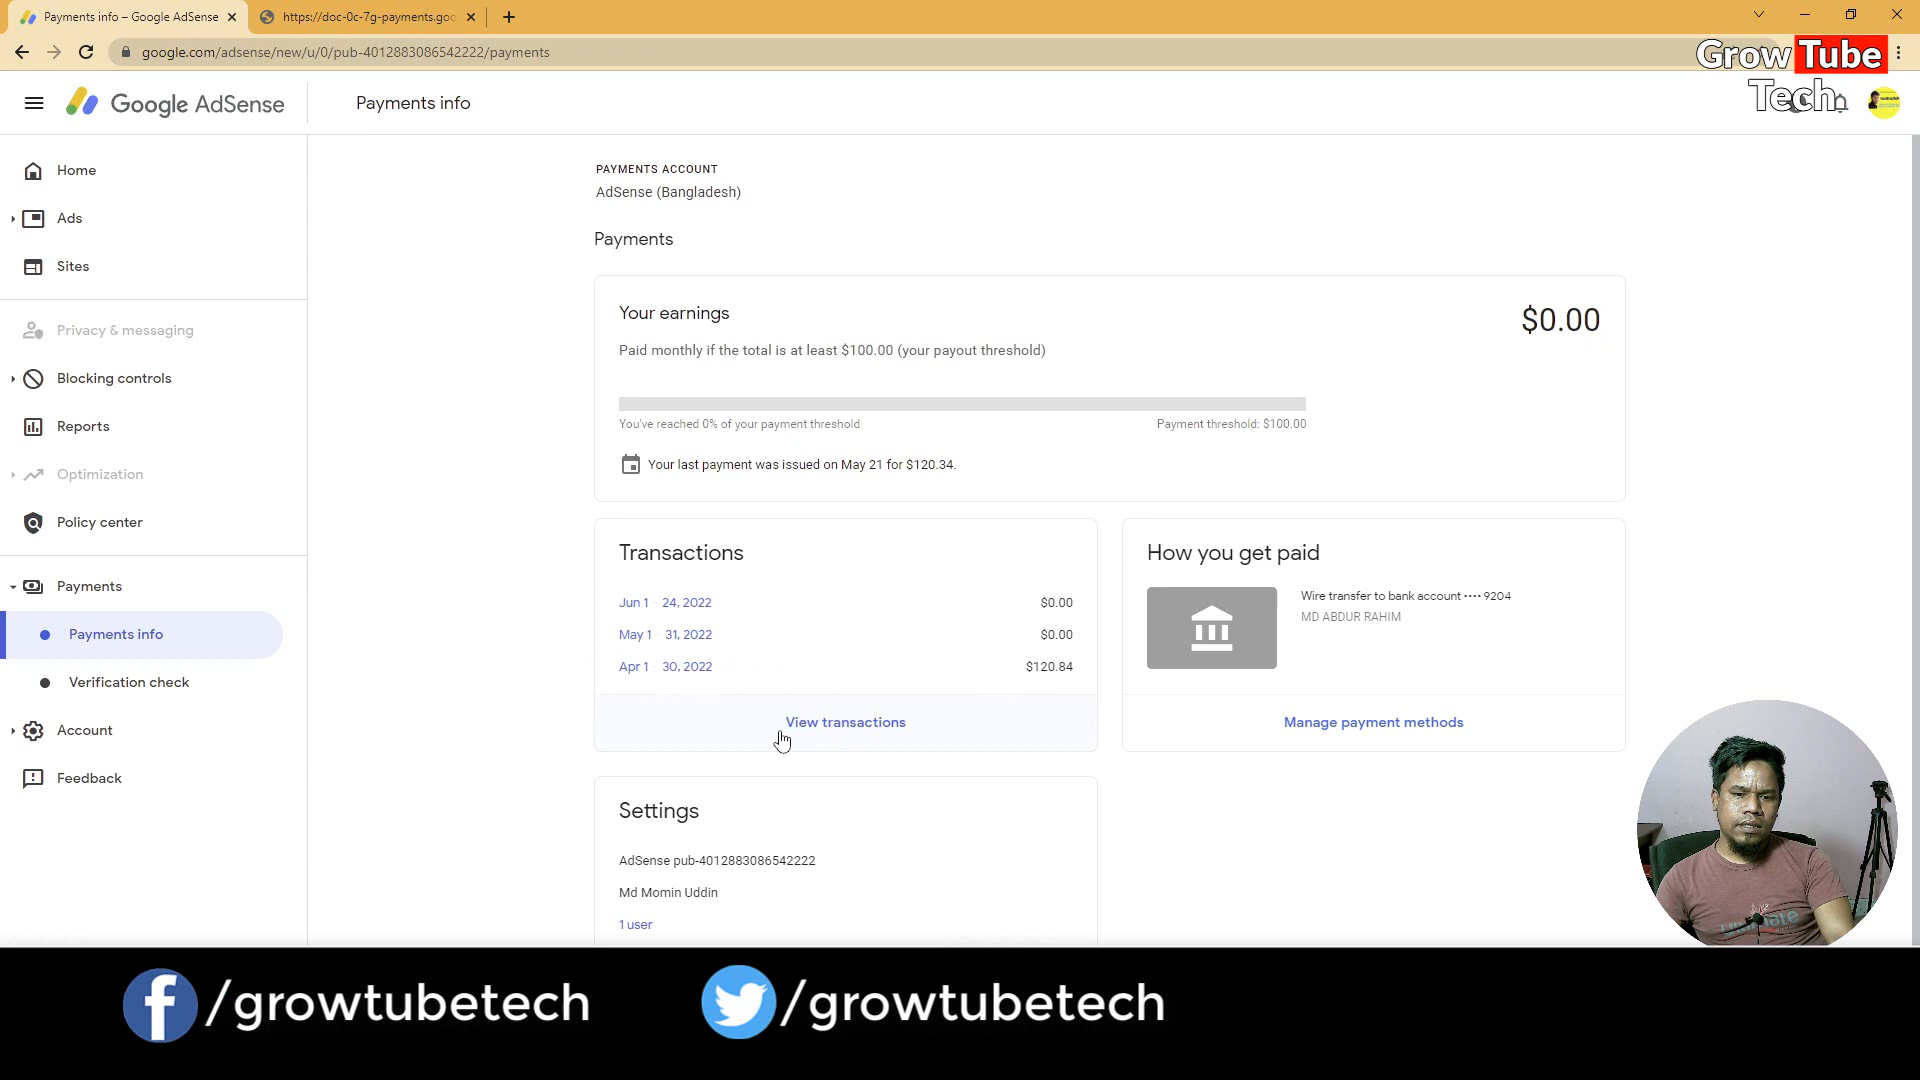 Payments info – Google AdSense
https://doc-0c-7g-payments.goo
google.com/adsense/new/u/0/pub-4012883086542222/payments
Grow Tube
Tech
Google AdSense
Payments info
Home
Ads
Sites
Privacy & messaging
Blocking controls
Reports
Optimization
Policy center
Payments
Payments info
Verification check
Account
Feedback
PAYMENTS ACCOUNT
AdSense (Bangladesh)
Payments
Your earnings
$0.00
Paid monthly if the total is at least $100.00 (your payout threshold)
You've reached 0% of your payment threshold
Payment threshold: $100.00
Your last payment was issued on May 21 for $120.34.
Transactions
Jun 1 24, 2022 $0.00
May 1 31, 2022 $0.00
Apr 1 30, 2022 $120.84
View transactions
How you get paid
Wire transfer to bank account •••• 9204
MD ABDUR RAHIM
Manage payment methods
Settings
AdSense pub-4012883086542222
Md Momin Uddin
1 user
/growtubetech
/growtubetech